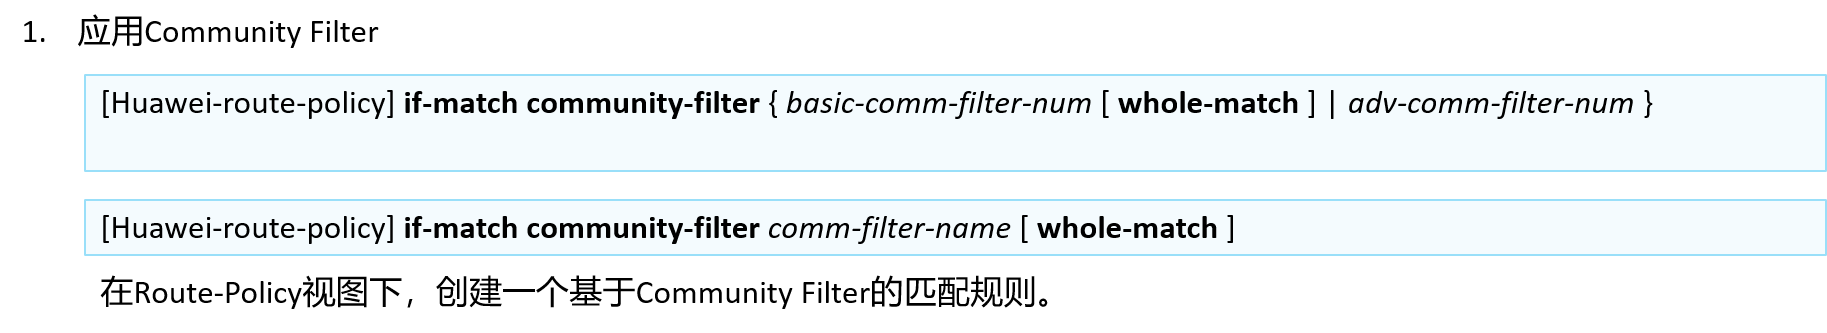 1. 应用Community Filter
[Huawei-route-policy] if-match community-filter { basic-comm-filter-num [ whole-match ] | adv-comm-filter-num }
[Huawei-route-policy] if-match community-filter comm-filter-name [ whole-match ]
在Route-Policy视图下，创建一个基于Community Filter的匹配规则。